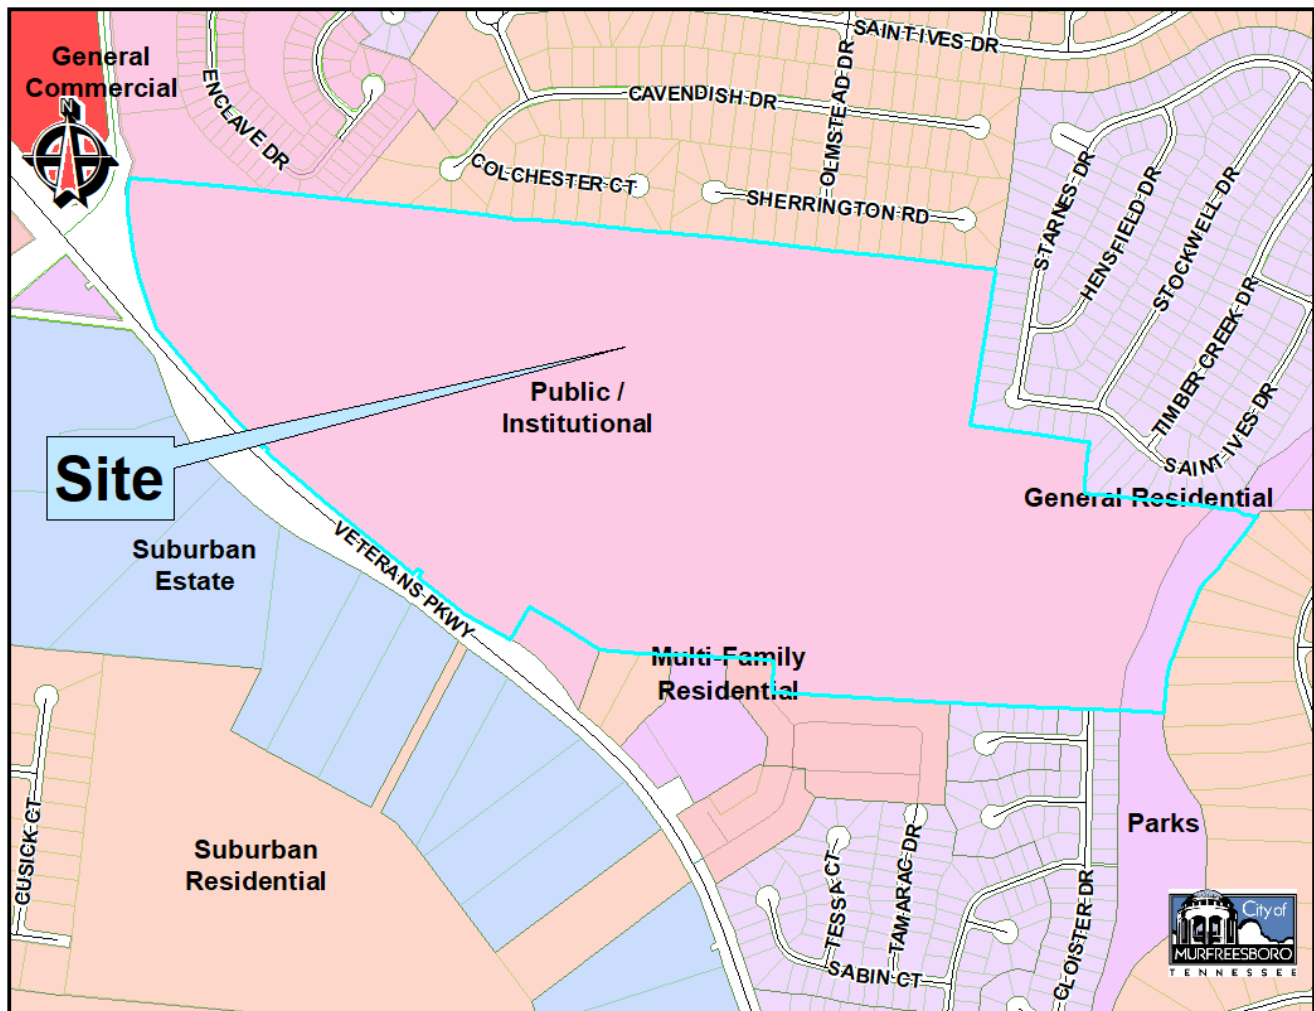 General
Commercial
N
SAINT IVES DR
ENCLAVE DR
CAVENDISH DR
OLMSTEAD DR
COLCHESTER CT
SHERRINGTON RD
STARNES DR
HENSFIELD DR
STOCKWELL DR
TIMBER CREEK DR
SAINT IVES DR
Public /
Institutional
Site
General Residential
VETERANS PKWY
Suburban
Estate
Multi-Family
Residential
Parks
Suburban
Residential
CUSICK CT
TESSA CT
TAMARAC DR
SABIN CT
CLOISTER DR
City of
MURFREESBORO
TENNESSEE